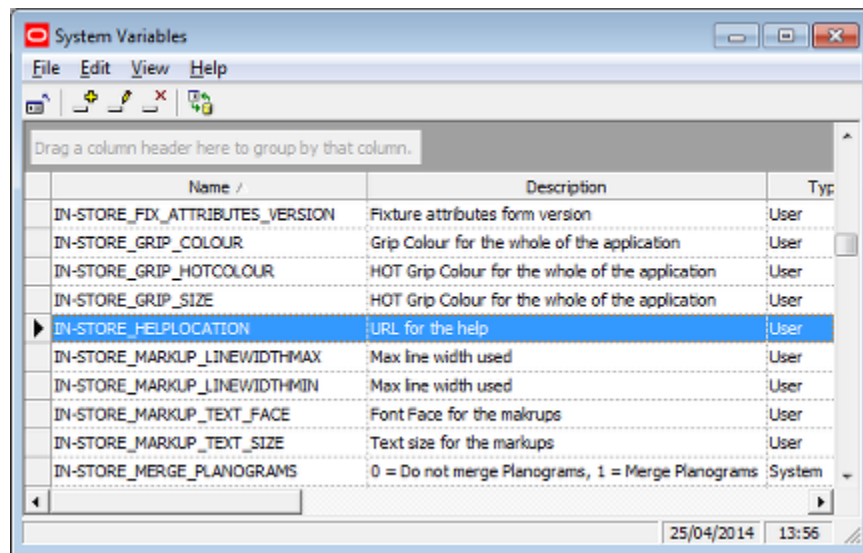 System Variables
File Edit View Help
Drag a column header here to group by that column.
Name / Description Typ
IN-STORE_FIX_ATTRIBUTES_VERSION Fixture attributes form version User
IN-STORE_GRIP_COLOUR Grip Colour for the whole of the application User
IN-STORE_GRIP_HOTCOLOUR HOT Grip Colour for the whole of the application User
IN-STORE_GRIP_SIZE HOT Grip Colour for the whole of the application User
IN-STORE_HELPLOCATION URL for the help User
IN-STORE_MARKUP_LINEWIDTHMAX Max line width used User
IN-STORE_MARKUP_LINEWIDTHMIN Max line width used User
IN-STORE_MARKUP_TEXT_FACE Font Face for the makrups User
IN-STORE_MARKUP_TEXT_SIZE Text size for the markups User
IN-STORE_MERGE_PLANOGRAMS 0 = Do not merge Planograms, 1 = Merge Planograms System
25/04/2014 13:56